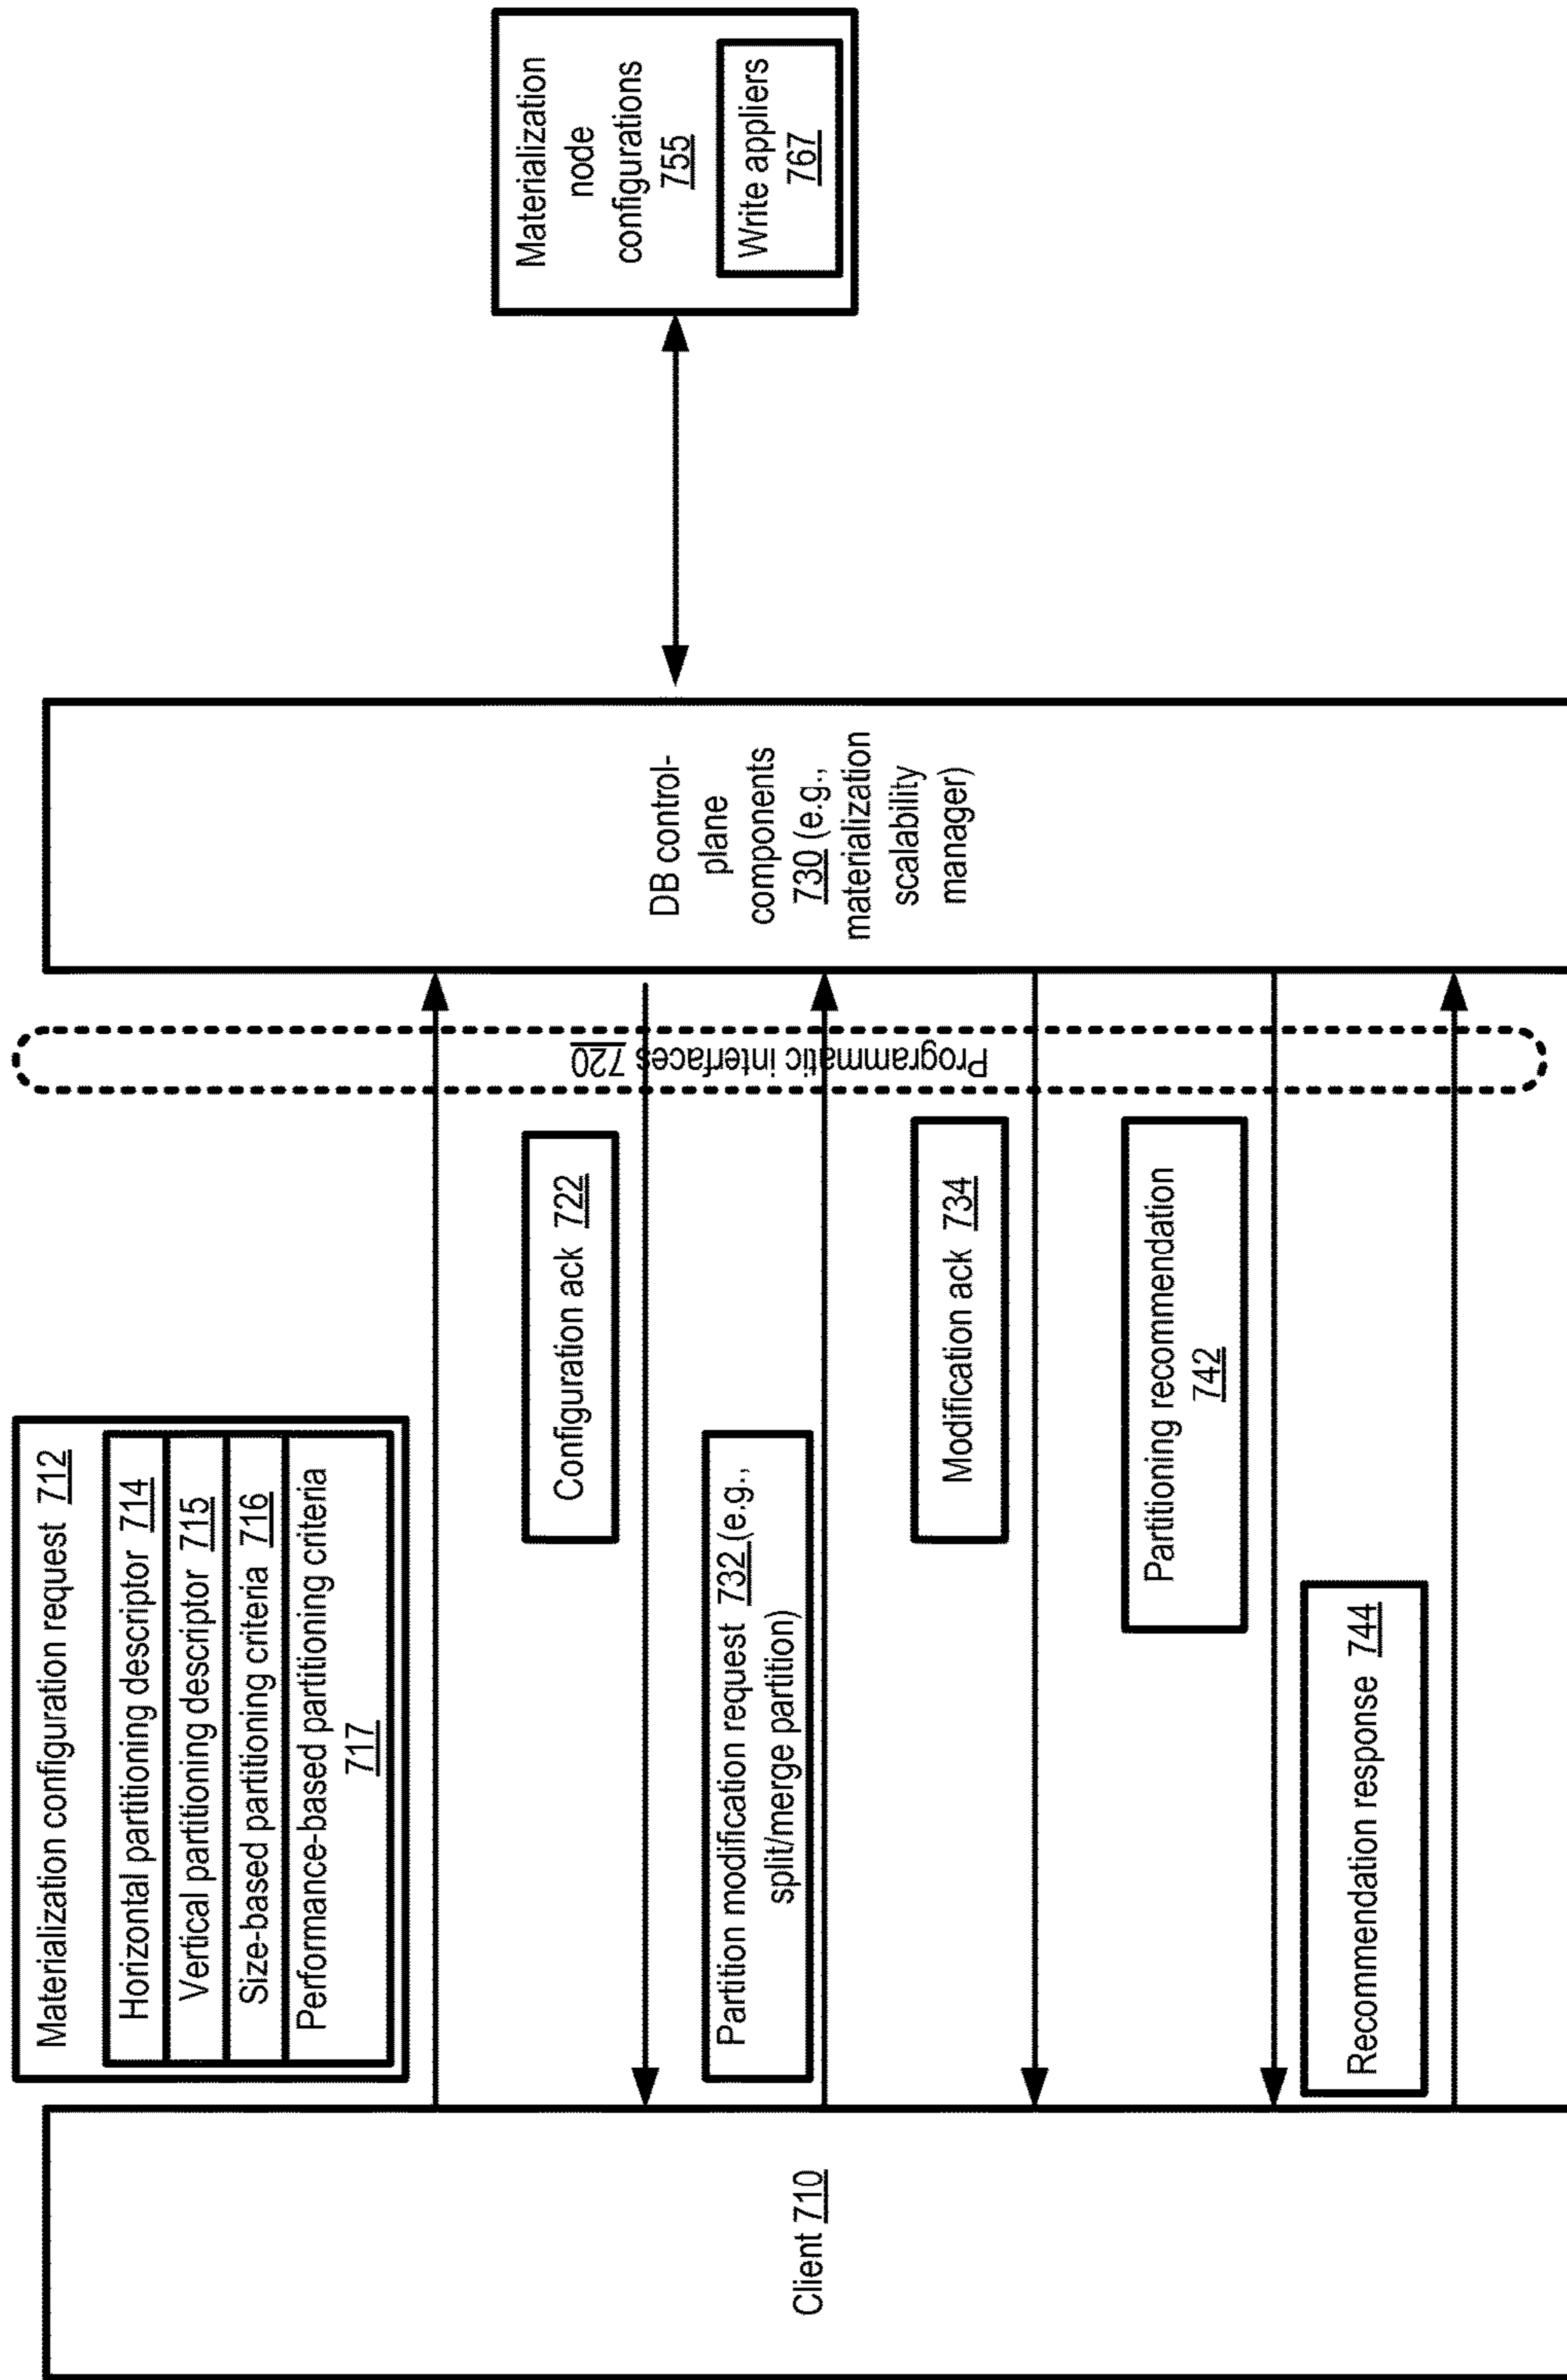 Materialization configuration request 712
Horizontal partitioning descriptor 714
Vertical partitioning descriptor 715
Size-based partitioning criteria 716
Performance-based partitioning criteria
717
Client 710
Configuration ack 722
Partition modification request 732 (e.g.,
split/merge partition)
Modification ack 734
Partitioning recommendation
742
Recommendation response 744
Programmatic interfaces 720
DB control-
plane
components
730 (e.g.,
materialization
scalability
manager)
Materialization
node
configurations
755
Write appliers
767